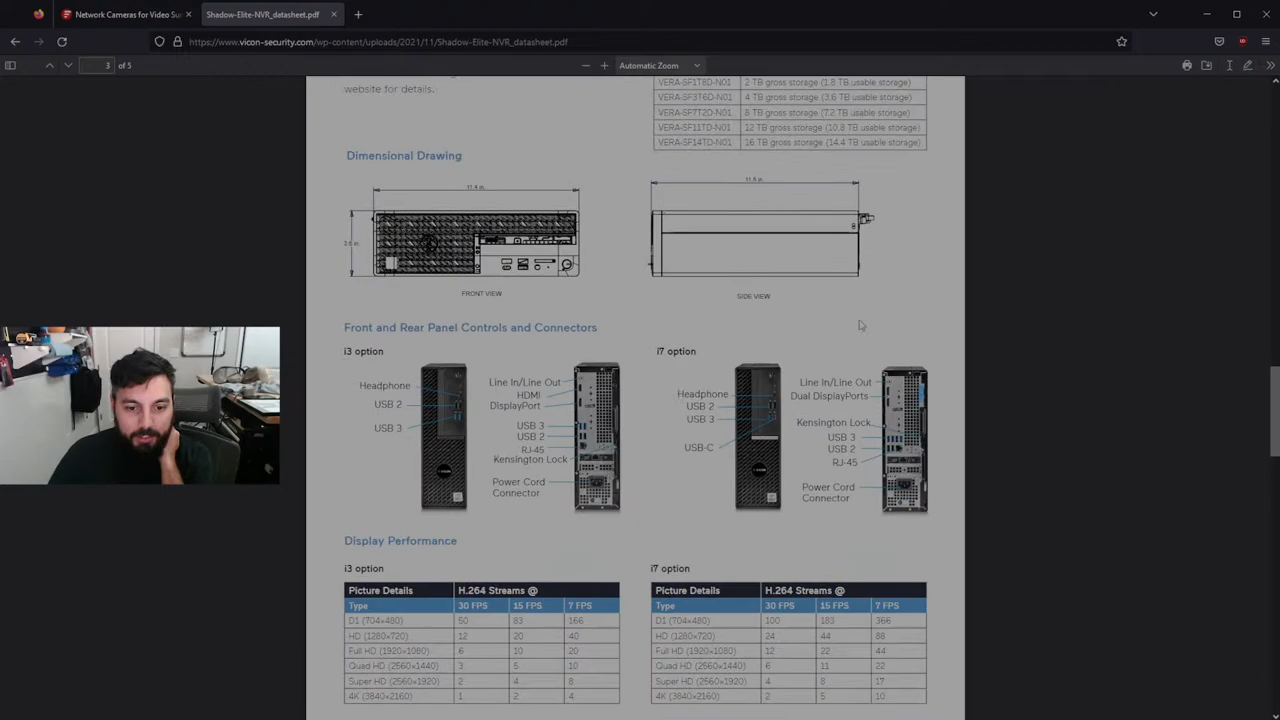 Network Cameras for Video Su
Shadow-Elite-NVR_datasheet.pdf
https://www.vicon-security.com/wp-content/uploads/2021/11/Shadow-Elite-NVR_datasheet.pdf
3 of 5
Automatic Zoom
website for details.
VERA-SF1T8D-N01 2 TB gross storage (1.8 TB usable storage)
VERA-SF3T6D-N01 4 TB gross storage (3.6 TB usable storage)
VERA-SF7T2D-N01 8 TB gross storage (7.2 TB usable storage)
VERA-SF11TD-N01 12 TB gross storage (10.8 TB usable storage)
VERA-SF14TD-N01 16 TB gross storage (14.4 TB usable storage)
Dimensional Drawing
11.4 in.
11.5 in.
FRONT VIEW
SIDE VIEW
Front and Rear Panel Controls and Connectors
i3 option
Headphone
USB 2
USB 3
Line In/Line Out
HDMI
DisplayPort
USB 3
USB 2
RJ-45
Kensington Lock
Power Cord
Connector
i7 option
Headphone
USB 2
USB 3
USB-C
Line In/Line Out
Dual DisplayPorts
Kensington Lock
USB 3
USB 2
RJ-45
Power Cord
Connector
Display Performance
i3 option
Picture Details H.264 Streams @
Type 30 FPS 15 FPS 7 FPS
D1 (704×480) 50 83 166
HD (1280×720) 12 20 40
Full HD (1920×1080) 6 10 20
Quad HD (2560×1440) 3 5 10
Super HD (2560×1920) 2 4 8
4K (3840×2160) 1 2 4
i7 option
Picture Details H.264 Streams @
Type 30 FPS 15 FPS 7 FPS
D1 (704×480) 100 183 366
HD (1280×720) 24 44 88
Full HD (1920×1080) 12 22 44
Quad HD (2560×1440) 6 11 22
Super HD (2560×1920) 4 8 17
4K (3840×2160) 2 5 10